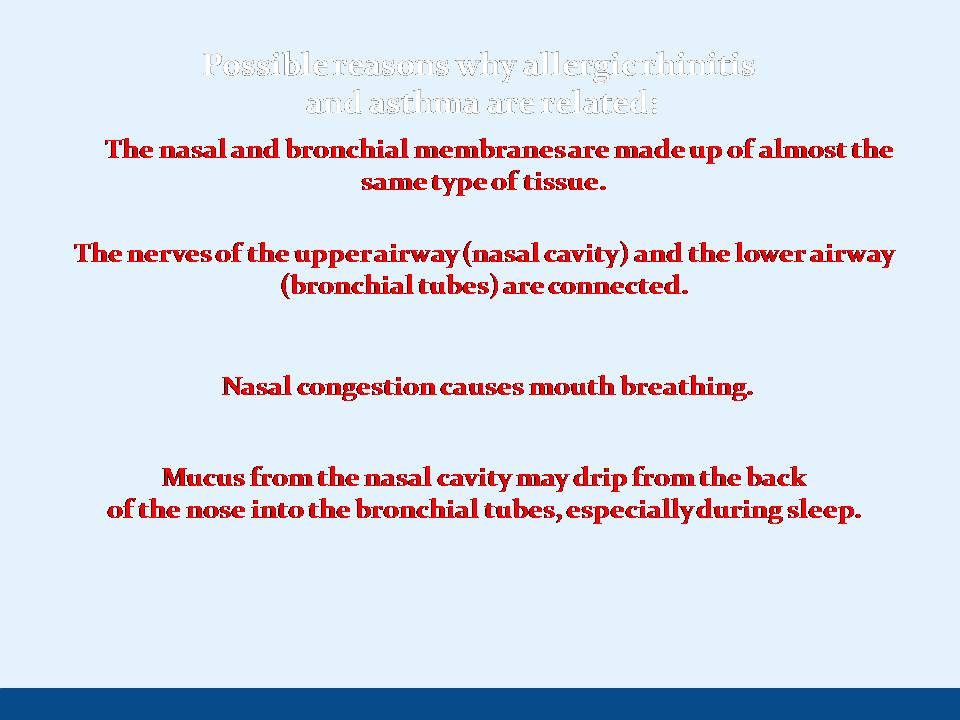 Possible reasons why allergic rhinitis
and asthma are related:
The nasal and bronchial membranes are made up of almost the
same type of tissue.
The nerves of the upper airway (nasal cavity) and the lower airway
(bronchial tubes) are connected.
Nasal congestion causes mouth breathing.
Mucus from the nasal cavity may drip from the back
of the nose into the bronchial tubes, especially during sleep.